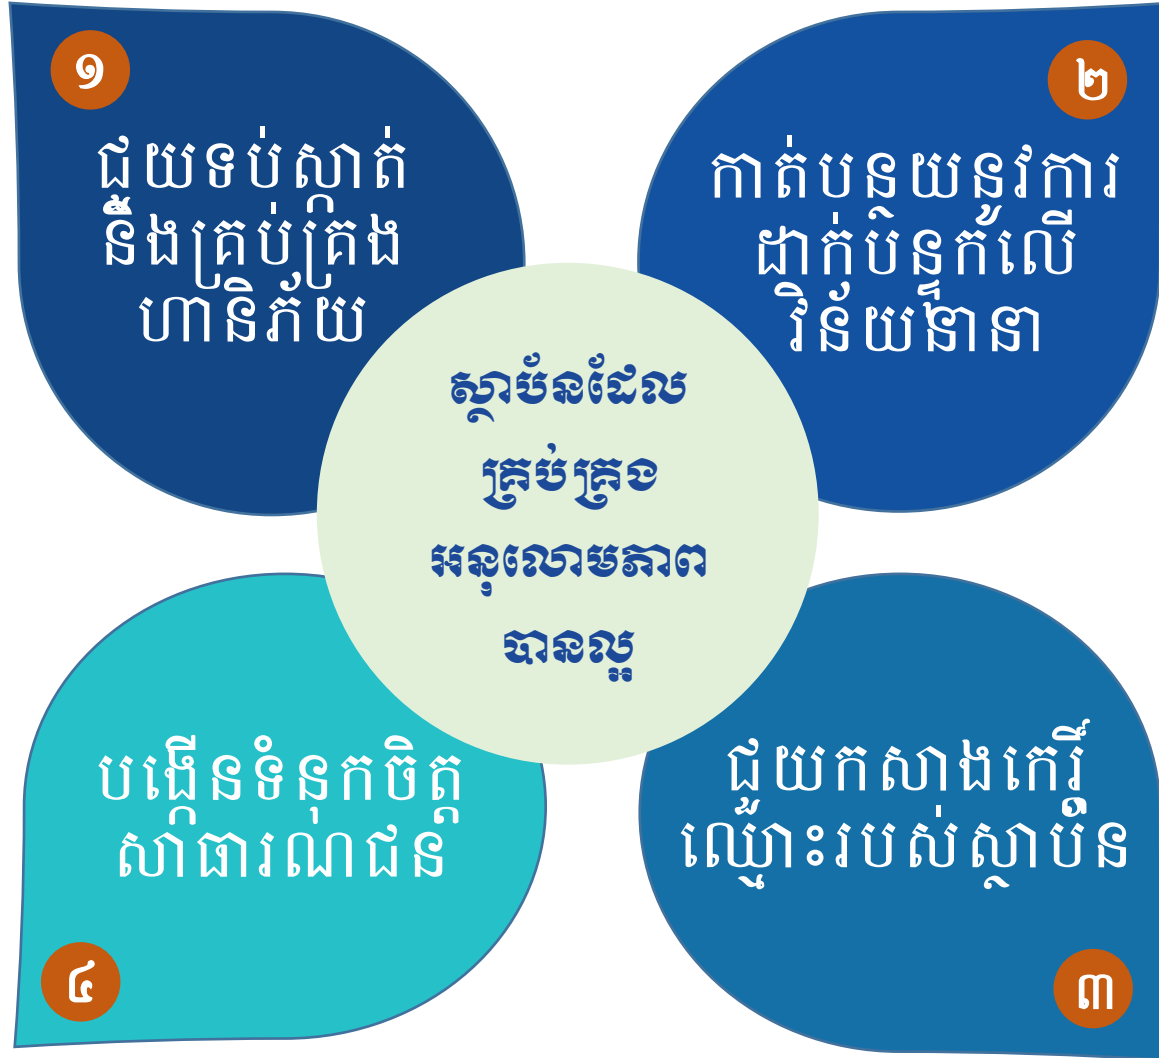 ១
ជួយទប់ស្កាត់
និងគ្រប់គ្រង
ហានិភ័យ
២
កាត់បន្ថយនូវការ
ដាក់បន្ទុកលើ
វិន័យនានា
ស្ថាប័នដែល
គ្រប់គ្រង
អនុលោមភាព
បានល្អ
៣
ជួយកសាងកេរ្តិ៍
ឈ្មោះរបស់ស្ថាប័ន
៤
បង្កើនទំនុកចិត្ត
សាធារណជន